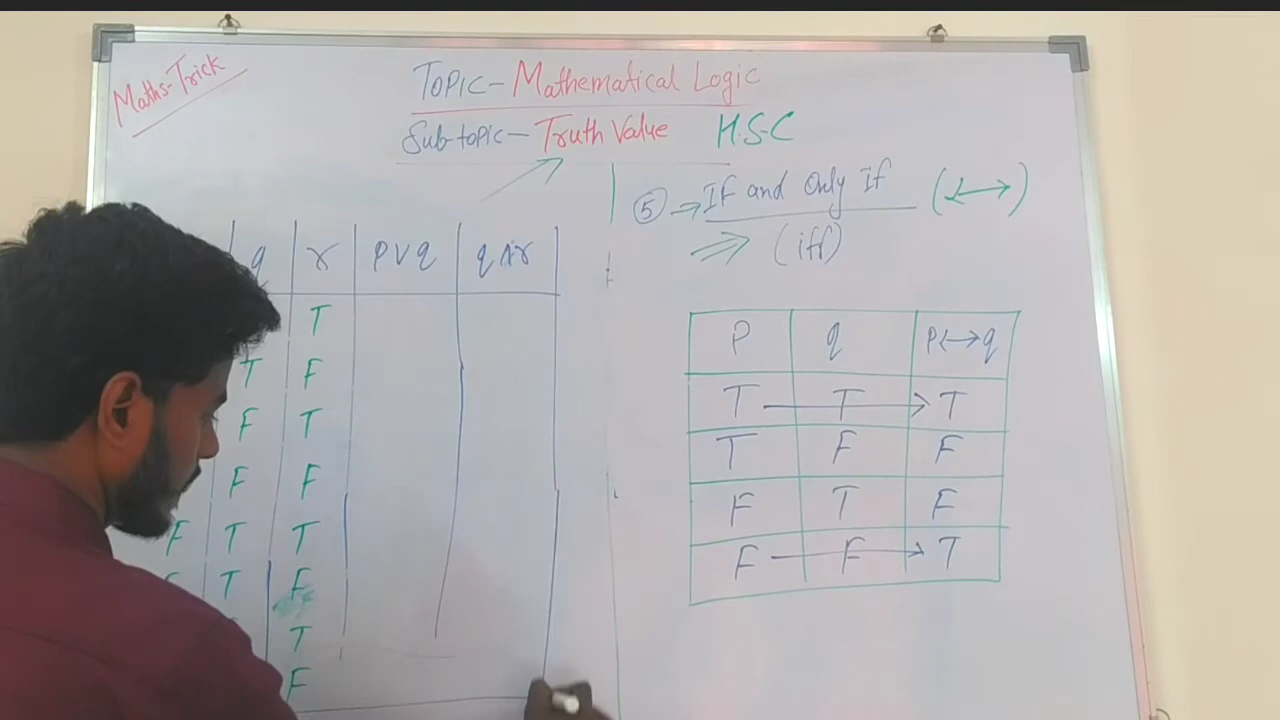 Maths-Trick
TOPIC- Mathematical Logic
Sub-topic- Truth Value H.S.C
⑤ → If and Only If (↔)
⇒ (iff)
q r p∨q q∧r
T
T F
F T
F F
F T T
T F
T
F
P q P↔q
T T → T
T F F
F T F
F F → T